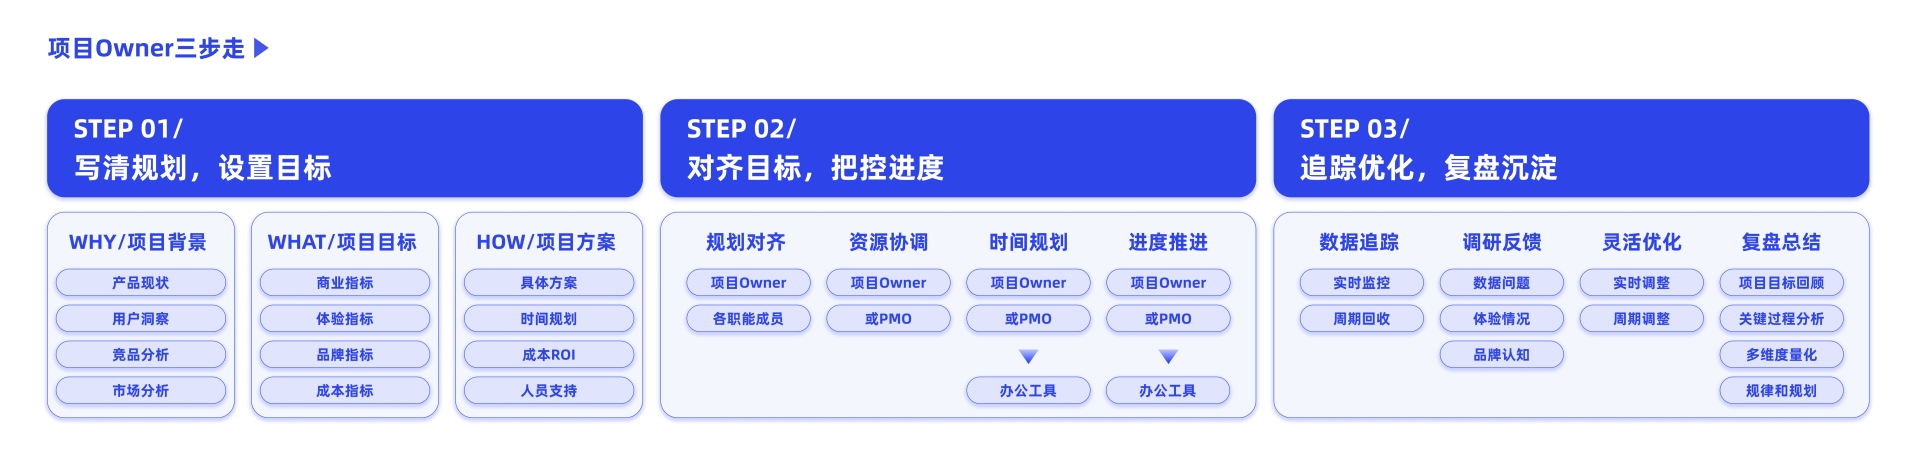 项目Owner三步走
STEP 01/
写清规划，设置目标
WHY/项目背景
产品现状
用户洞察
竞品分析
市场分析
WHAT/项目目标
商业指标
体验指标
品牌指标
成本指标
HOW/项目方案
具体方案
时间规划
成本ROI
人员支持
STEP 02/
对齐目标，把控进度
规划对齐
项目Owner
各职能成员
资源协调
项目Owner
或PMO
时间规划
项目Owner
或PMO
办公工具
进度推进
项目Owner
或PMO
办公工具
STEP 03/
追踪优化，复盘沉淀
数据追踪
实时监控
周期回收
调研反馈
数据问题
体验情况
品牌认知
灵活优化
实时调整
周期调整
复盘总结
项目目标回顾
关键过程分析
多维度量化
规律和规划